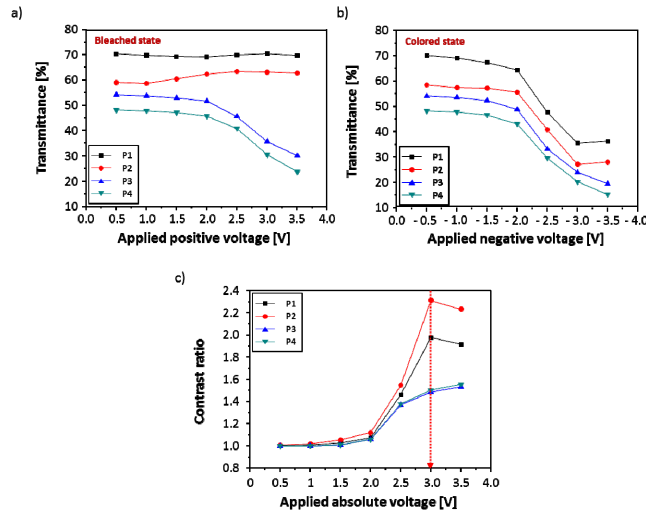 a)
Bleached state
Transmittance [%]
80
70
60
50
40
30
20
10
P1
P2
P3
P4
0.0 0.5 1.0 1.5 2.0 2.5 3.0 3.5 4.0
Applied positive voltage [V]
b)
Colored state
Transmittance [%]
80
70
60
50
40
30
20
10
P1
P2
P3
P4
0.0 - 0.5 - 1.0 - 1.5 - 2.0 - 2.5 - 3.0 - 3.5 - 4.0
Applied negative voltage [V]
c)
Contrast ratio
2.4
2.2
2.0
1.8
1.6
1.4
1.2
1.0
0.8
P1
P2
P3
P4
0 0.5 1.0 1.5 2.0 2.5 3.0 3.5 4.0
Applied absolute voltage [V]